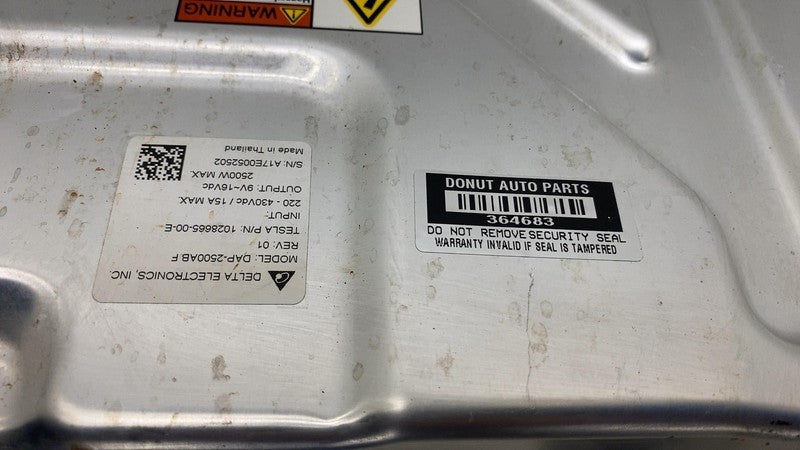 WARNING
DELTA ELECTRONICS, INC.
MODEL: DAP-2500AB F
REV: 01
TESLA P/N: 1028665-00-E
INPUT:
220 - 430Vdc / 15A MAX.
OUTPUT: 9V~16Vdc
2500W MAX.
S/N: A17E0052502
Made in Thailand
DONUT AUTO PARTS
364683
DO NOT REMOVE SECURITY SEAL
WARRANTY INVALID IF SEAL IS TAMPERED